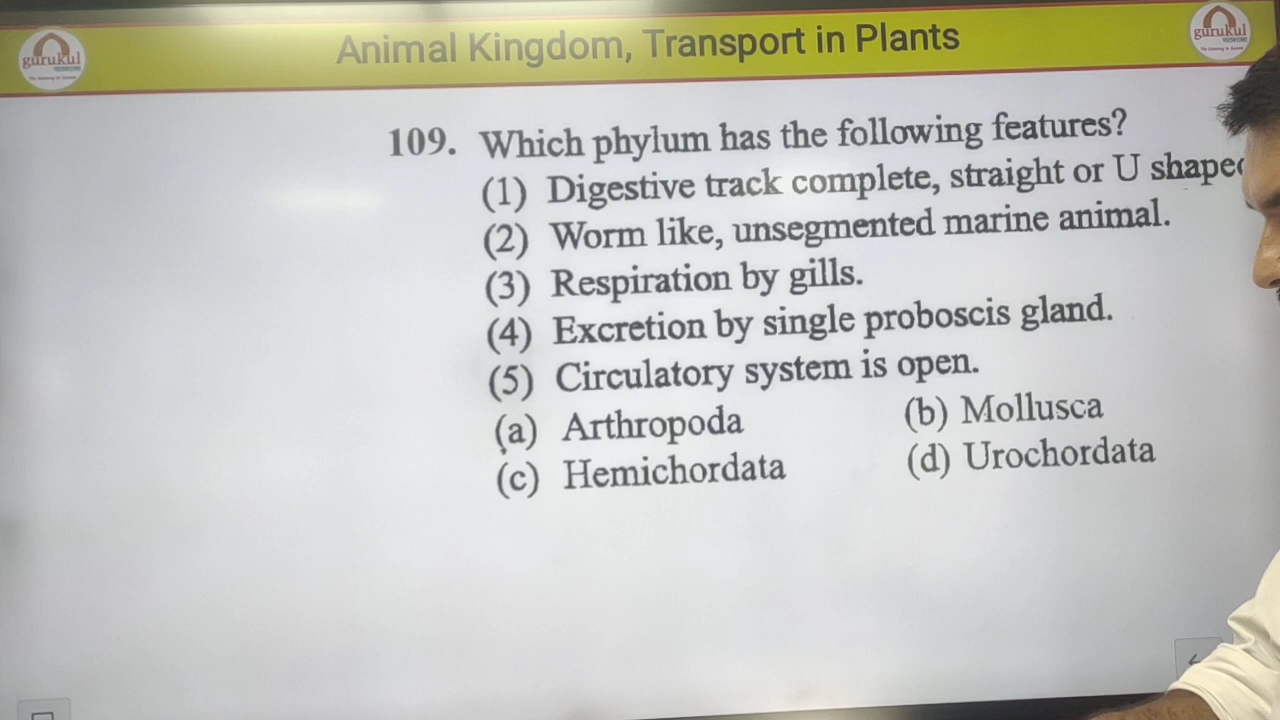 gurukul
Animal Kingdom, Transport in Plants
gurukul
109. Which phylum has the following features?
(1) Digestive track complete, straight or U shaped
(2) Worm like, unsegmented marine animal.
(3) Respiration by gills.
(4) Excretion by single proboscis gland.
(5) Circulatory system is open.
(a) Arthropoda (b) Mollusca
(c) Hemichordata (d) Urochordata